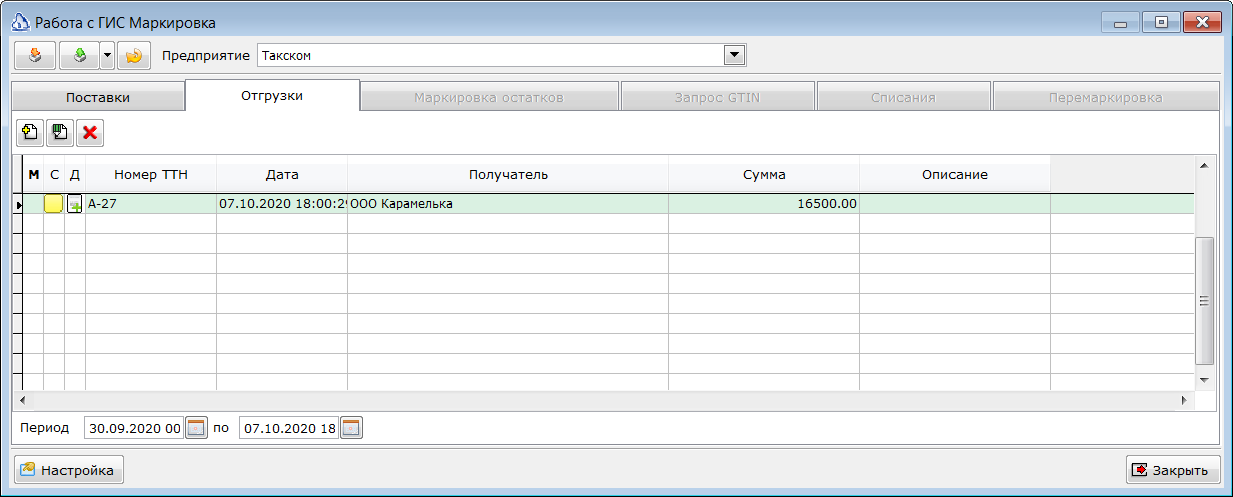 Работа с ГИС Маркировка
Предприятие Такском
Поставки Отгрузки Маркировка остатков Запрос GTIN Списания Перемаркировка
М С Д Номер ТТН Дата Получатель Сумма Описание
А-27 07.10.2020 18:00:29 ООО Карамелька 16500.00
Период 30.09.2020 00 по 07.10.2020 18
Настройка Закрыть